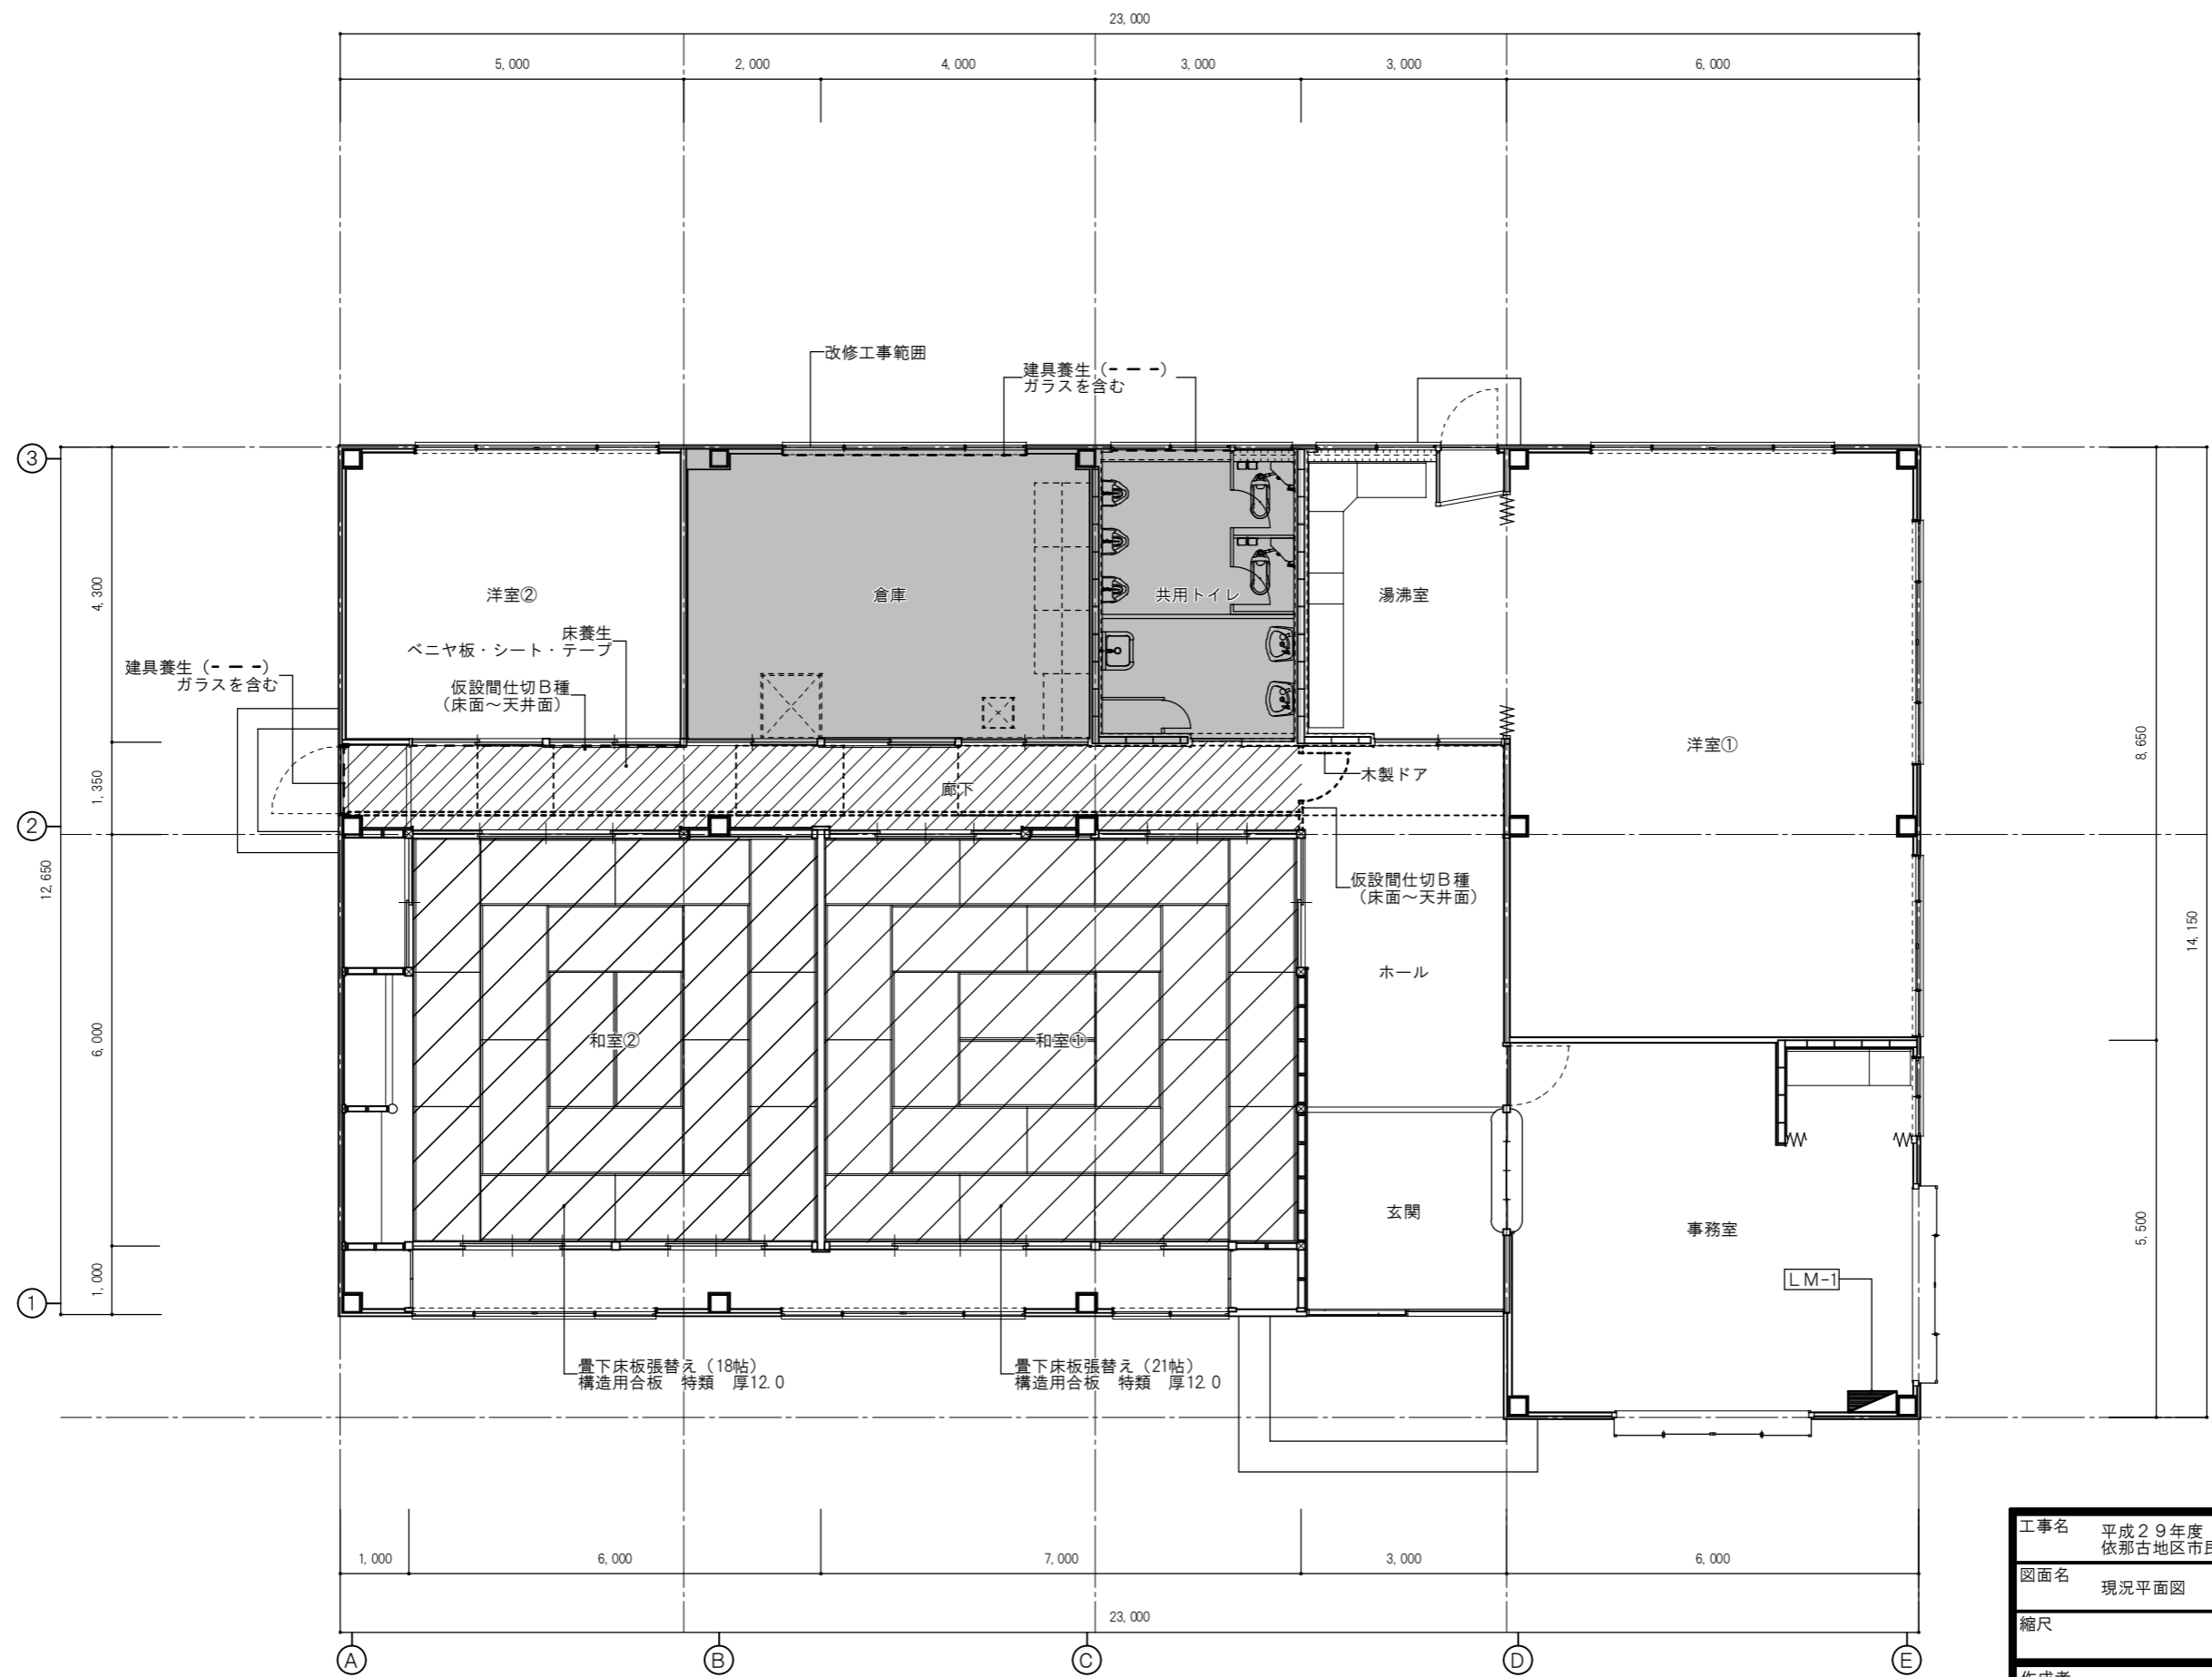 23,000
5,000
2,000
4,000
3,000
3,000
6,000
改修工事範囲
建具養生（- - -）
ガラスを含む
③
4,300
洋室②
倉庫
共用トイレ
湯沸室
床養生
ベニヤ板・シート・テープ
建具養生（- - -）
ガラスを含む
仮設間仕切Ｂ種
（床面～天井面）
洋室①
8,650
1,350
廊下
木製ドア
②
12,650
仮設間仕切Ｂ種
（床面～天井面）
14,150
ホール
6,000
和室②
和室①
玄関
事務室
5,500
ＬＭ-1
1,000
①
畳下床板張替え（18帖）
構造用合板　特類　厚12.0
畳下床板張替え（21帖）
構造用合板　特類　厚12.0
1,000
6,000
7,000
3,000
6,000
23,000
Ⓐ
Ⓑ
Ⓒ
Ⓓ
Ⓔ
工事名
平成２９年度
依那古地区市
図面名
現況平面図
縮尺